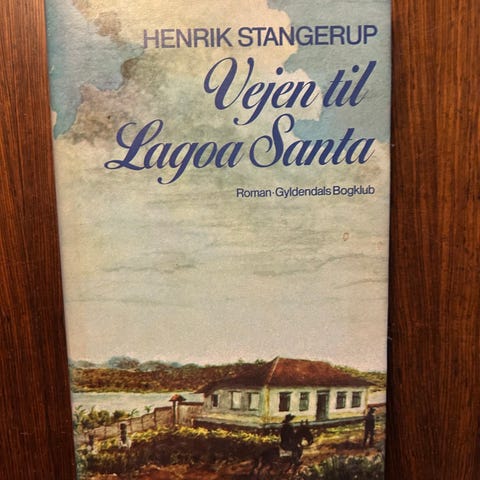 HENRIK STANGERUP
Vejen til
Lagoa Santa
Roman·Gyldendals Bogklub